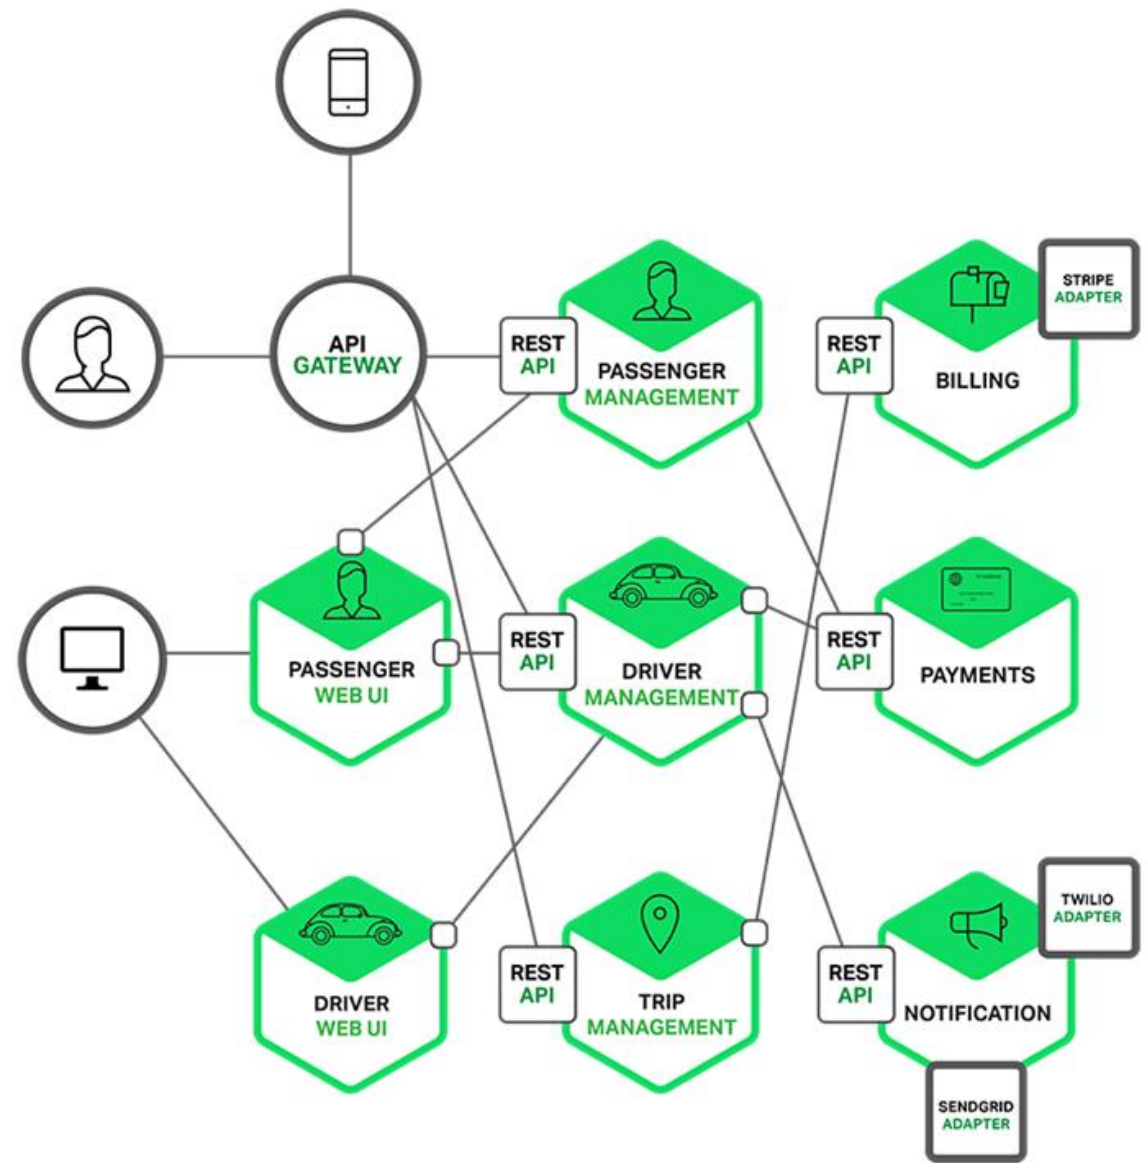 API
GATEWAY
REST
API
PASSENGER
MANAGEMENT
REST
API
BILLING
STRIPE
ADAPTER
PASSENGER
WEB UI
REST
API
DRIVER
MANAGEMENT
REST
API
PAYMENTS
DRIVER
WEB UI
REST
API
TRIP
MANAGEMENT
REST
API
NOTIFICATION
TWILIO
ADAPTER
SENDGRID
ADAPTER